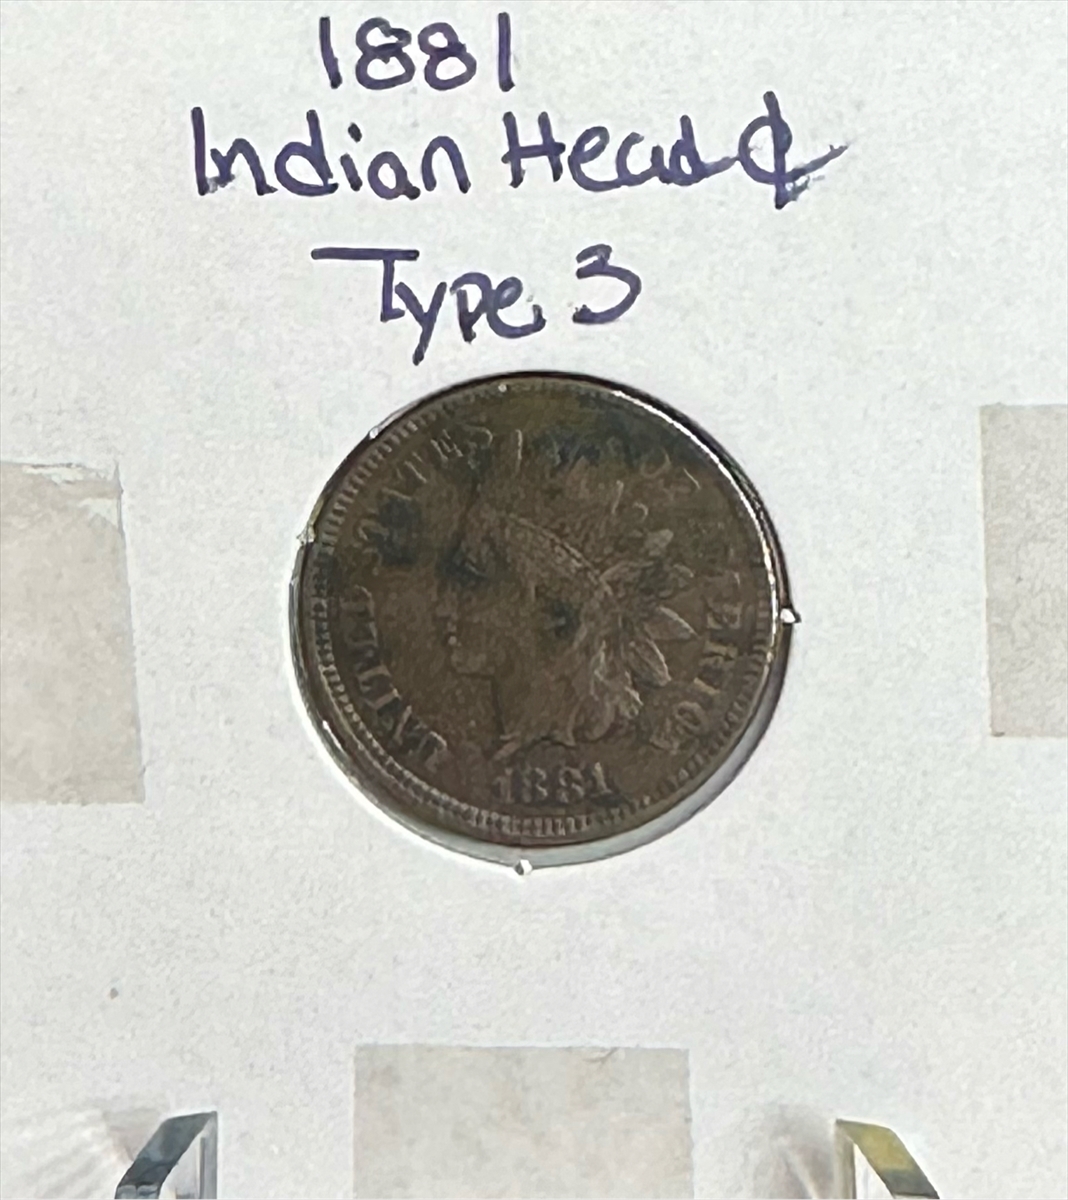 1881
Indian Head ¢
Type 3
UNITED STATES OF AMERICA
1881